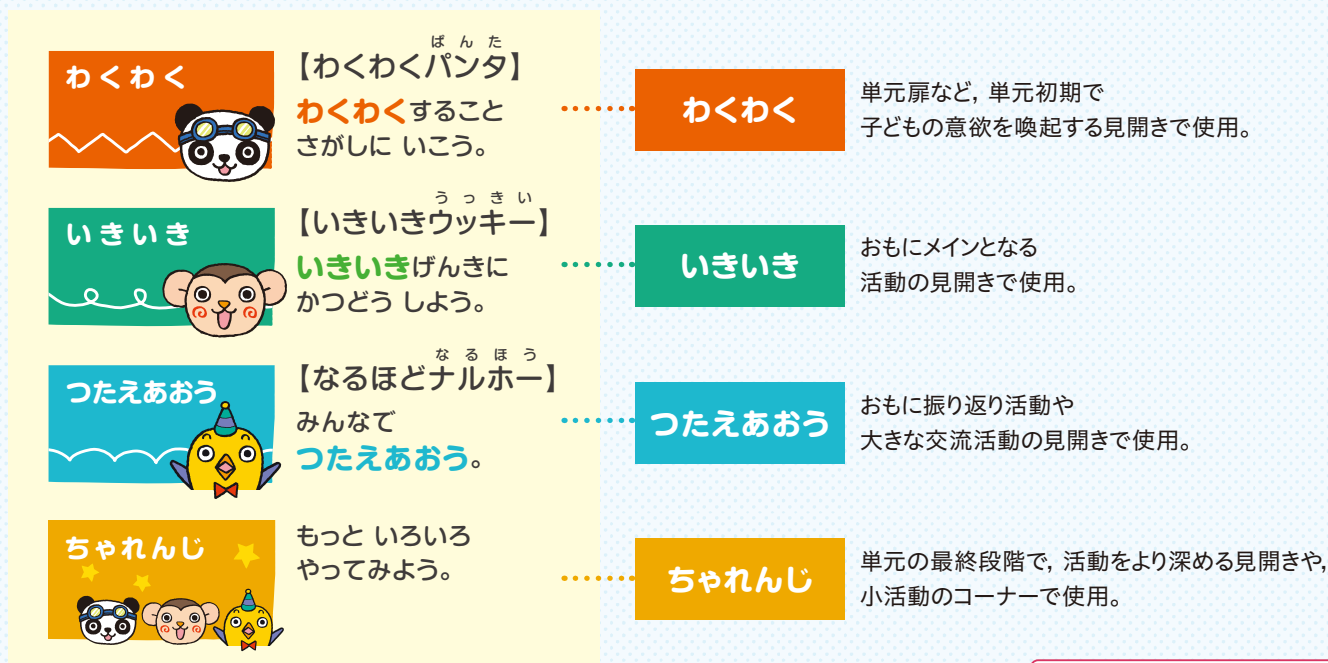 わくわく
ぱんた
【わくわくパンタ】
わくわくすること
さがしに いこう。
わくわく
単元扉など, 単元初期で
子どもの意欲を喚起する見開きで使用。
いきいき
うっきい
【いきいきウッキー】
いきいきげんきに
かつどう しよう。
いきいき
おもにメインとなる
活動の見開きで使用。
つたえあおう
なるほう
【なるほどナルホー】
みんなで
つたえあおう。
つたえあおう
おもに振り返り活動や
大きな交流活動の見開きで使用。
ちゃれんじ
もっと いろいろ
やってみよう。
ちゃれんじ
単元の最終段階で, 活動をより深める見開きや,
小活動のコーナーで使用。